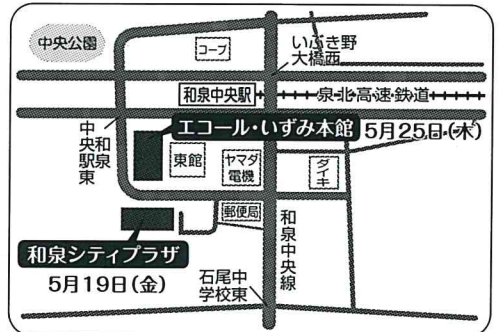 中央公園
コープ
いぶき野
大橋西
和泉中央駅
泉北高速鉄道
和泉
中央駅東
エコール・いずみ本館
5月25日(木)
東館
ヤマダ
電機
ダイキ
郵便局
和泉シティプラザ
5月19日(金)
和泉中央線
石尾中
学校東